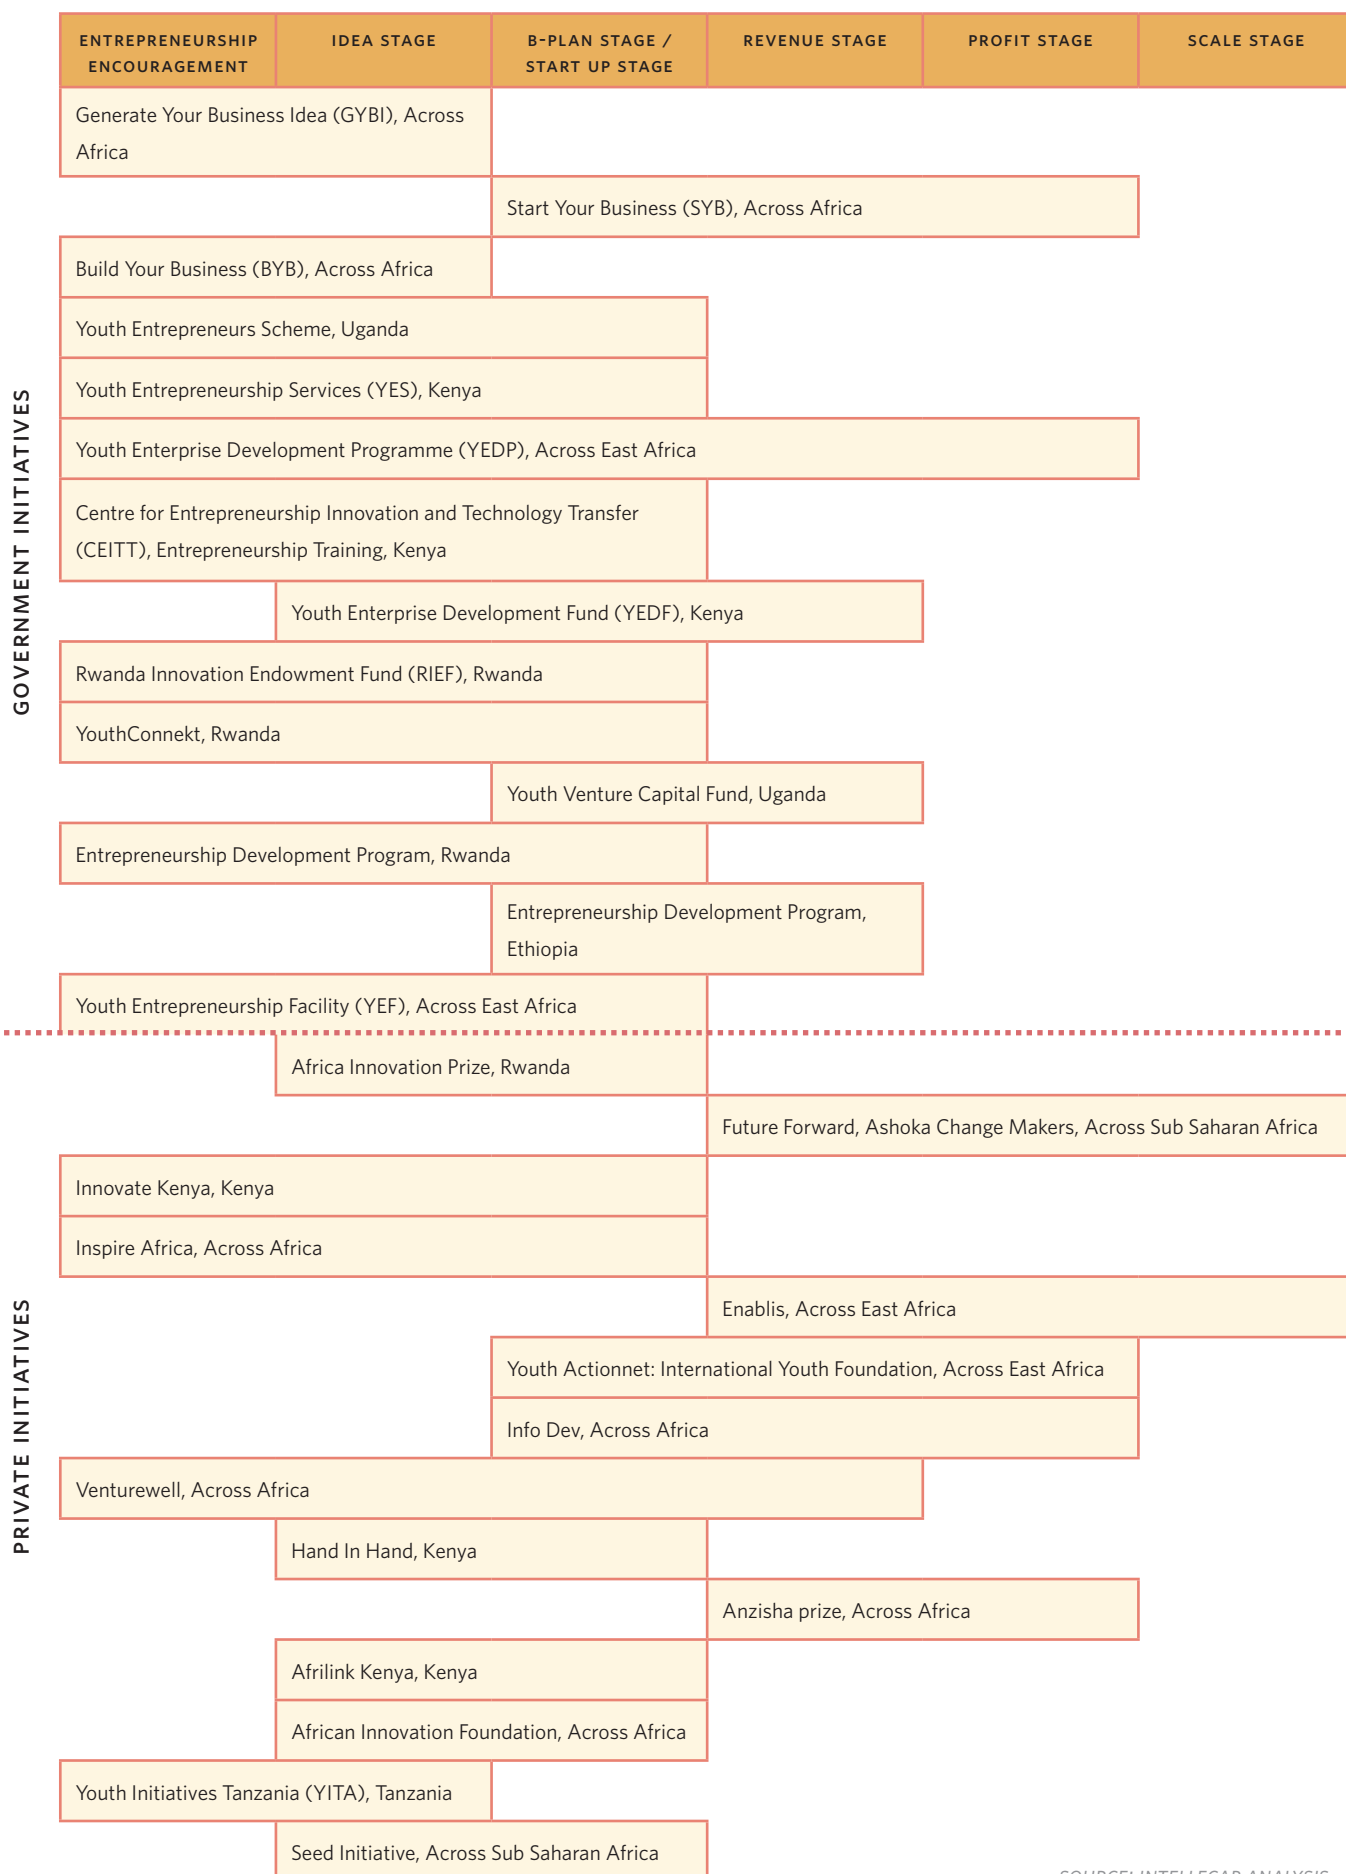 ENTREPRENEURSHIP
ENCOURAGEMENT
IDEA STAGE
B-PLAN STAGE /
START UP STAGE
REVENUE STAGE
PROFIT STAGE
SCALE STAGE
GOVERNMENT INITIATIVES
Generate Your Business Idea (GYBI), Across
Africa
Start Your Business (SYB), Across Africa
Build Your Business (BYB), Across Africa
Youth Entrepreneurs Scheme, Uganda
Youth Entrepreneurship Services (YES), Kenya
Youth Enterprise Development Programme (YEDP), Across East Africa
Centre for Entrepreneurship Innovation and Technology Transfer
(CEITT), Entrepreneurship Training, Kenya
Youth Enterprise Development Fund (YEDF), Kenya
Rwanda Innovation Endowment Fund (RIEF), Rwanda
YouthConnekt, Rwanda
Youth Venture Capital Fund, Uganda
Entrepreneurship Development Program, Rwanda
Entrepreneurship Development Program,
Ethiopia
Youth Entrepreneurship Facility (YEF), Across East Africa
PRIVATE INITIATIVES
Africa Innovation Prize, Rwanda
Future Forward, Ashoka Change Makers, Across Sub Saharan Africa
Innovate Kenya, Kenya
Inspire Africa, Across Africa
Enablis, Across East Africa
Youth Actionnet: International Youth Foundation, Across East Africa
Info Dev, Across Africa
Venturewell, Across Africa
Hand In Hand, Kenya
Anzisha prize, Across Africa
Afrilink Kenya, Kenya
African Innovation Foundation, Across Africa
Youth Initiatives Tanzania (YITA), Tanzania
Seed Initiative, Across Sub Saharan Africa
SOURCE: INTELLECAP ANALYSIS